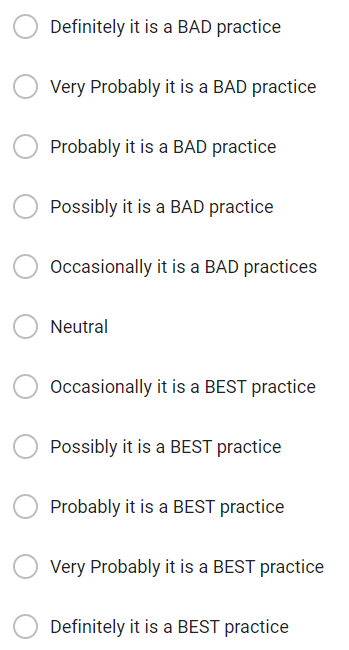 Definitely it is a BAD practice
Very Probably it is a BAD practice
Probably it is a BAD practice
Possibly it is a BAD practice
Occasionally it is a BAD practices
Neutral
Occasionally it is a BEST practice
Possibly it is a BEST practice
Probably it is a BEST practice
Very Probably it is a BEST practice
Definitely it is a BEST practice